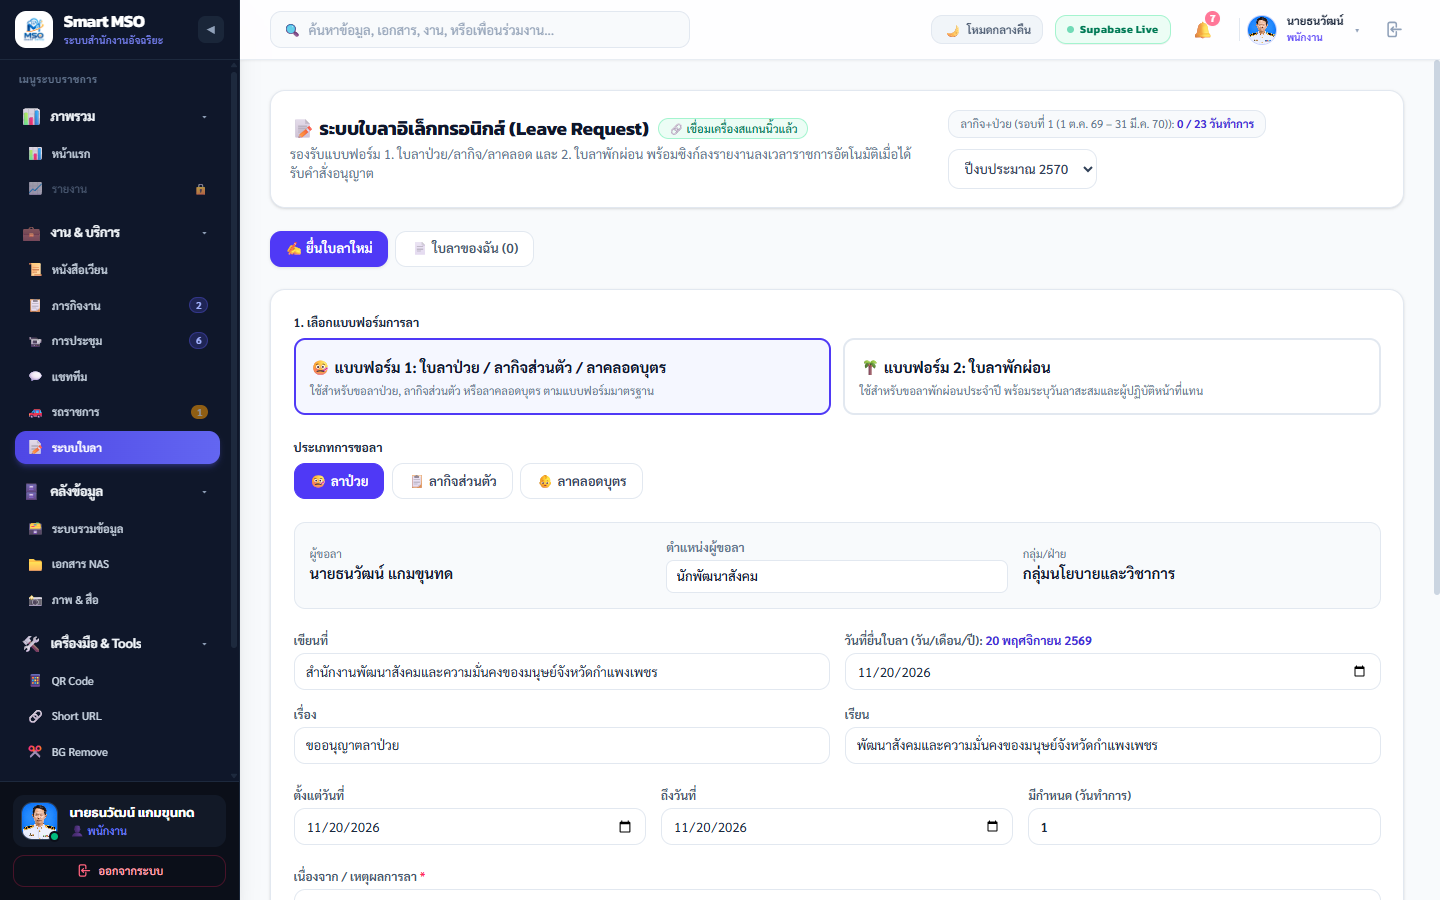 Smart MSO
ระบบสำนักงานอัจฉริยะ
ค้นหาข้อมูล, เอกสาร, งาน, หรือเพื่อนร่วมงาน...
โหมดกลางคืน
Supabase Live
7
นายธนวัฒน์
พนักงาน
เมนูระบบราชการ
ภาพรวม
หน้าแรก
รายงาน
งาน & บริการ
หนังสือเวียน
ภารกิจงาน
2
การประชุม
6
แชททีม
รถราชการ
1
ระบบใบลา
คลังข้อมูล
ระบบรวมข้อมูล
เอกสาร NAS
ภาพ & สื่อ
เครื่องมือ & Tools
QR Code
Short URL
BG Remove
นายธนวัฒน์ แกมขุนทด
พนักงาน
ออกจากระบบ
ระบบใบลาอิเล็กทรอนิกส์ (Leave Request)
เชื่อมเครื่องสแกนนิ้วแล้ว
รองรับแบบฟอร์ม 1. ใบลาป่วย/ลากิจ/ลาคลอด และ 2. ใบลาพักผ่อน พร้อมซิงก์ลงรายงานลงเวลาราชการอัตโนมัติเมื่อได้
รับคำสั่งอนุญาต
ลากิจ+ป่วย (รอบที่ 1 (1 ต.ค. 69 – 31 มี.ค. 70)): 0 / 23 วันทำการ
ปีงบประมาณ 2570
ยื่นใบลาใหม่
ใบลาของฉัน (0)
1. เลือกแบบฟอร์มการลา
แบบฟอร์ม 1: ใบลาป่วย / ลากิจส่วนตัว / ลาคลอดบุตร
ใช้สำหรับขอลาป่วย, ลากิจส่วนตัว หรือลาคลอดบุตร ตามแบบฟอร์มมาตรฐาน
แบบฟอร์ม 2: ใบลาพักผ่อน
ใช้สำหรับขอลาพักผ่อนประจำปี พร้อมระบุวันลาสะสมและผู้ปฏิบัติหน้าที่แทน
ประเภทการขอลา
ลาป่วย
ลากิจส่วนตัว
ลาคลอดบุตร
ผู้ขอลา
นายธนวัฒน์ แกมขุนทด
ตำแหน่งผู้ขอลา
นักพัฒนาสังคม
กลุ่ม/ฝ่าย
กลุ่มนโยบายและวิชาการ
เขียนที่
สำนักงานพัฒนาสังคมและความมั่นคงของมนุษย์จังหวัดกำแพงเพชร
วันที่ยื่นใบลา (วัน/เดือน/ปี): 20 พฤศจิกายน 2569
11/20/2026
เรื่อง
ขออนุญาตลาป่วย
เรียน
พัฒนาสังคมและความมั่นคงของมนุษย์จังหวัดกำแพงเพชร
ตั้งแต่วันที่
11/20/2026
ถึงวันที่
11/20/2026
มีกำหนด (วันทำการ)
1
เนื่องจาก / เหตุผลการลา *